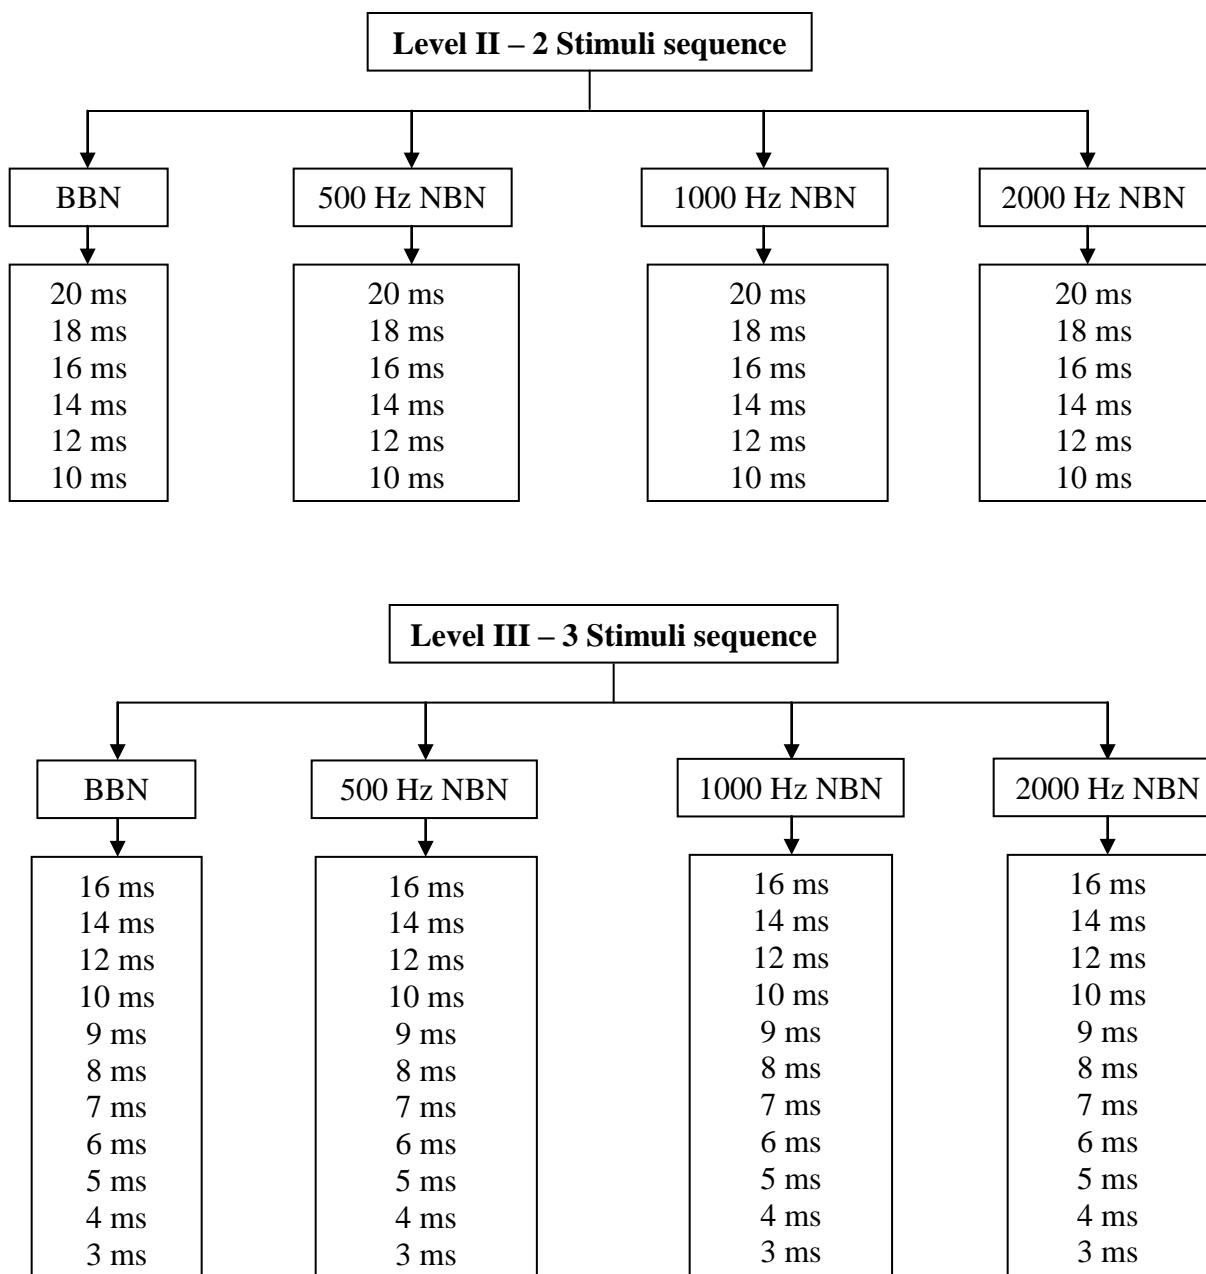 Level II – 2 Stimuli sequence
BBN
500 Hz NBN
1000 Hz NBN
2000 Hz NBN
20 ms
18 ms
16 ms
14 ms
12 ms
10 ms
20 ms
18 ms
16 ms
14 ms
12 ms
10 ms
20 ms
18 ms
16 ms
14 ms
12 ms
10 ms
20 ms
18 ms
16 ms
14 ms
12 ms
10 ms
Level III – 3 Stimuli sequence
BBN
500 Hz NBN
1000 Hz NBN
2000 Hz NBN
16 ms
14 ms
12 ms
10 ms
9 ms
8 ms
7 ms
6 ms
5 ms
4 ms
3 ms
16 ms
14 ms
12 ms
10 ms
9 ms
8 ms
7 ms
6 ms
5 ms
4 ms
3 ms
16 ms
14 ms
12 ms
10 ms
9 ms
8 ms
7 ms
6 ms
5 ms
4 ms
3 ms
16 ms
14 ms
12 ms
10 ms
9 ms
8 ms
7 ms
6 ms
5 ms
4 ms
3 ms